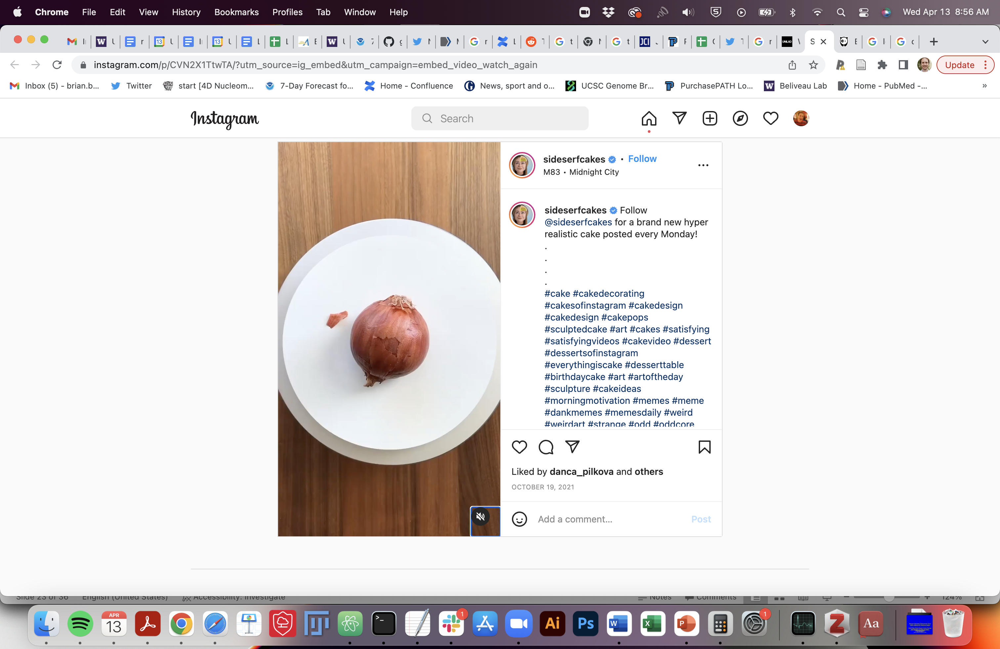 Chrome File Edit View History Bookmarks Profiles Tab Window Help
Wed Apr 13 8:56 AM
instagram.com/p/CVN2X1TtwTA/?utm_source=ig_embed&utm_campaign=embed_video_watch_again
Update
Inbox (5) - brian.b... Twitter start [4D Nucleom... 7-Day Forecast fo... Home - Confluence News, sport and o... UCSC Genome Br... PurchasePATH Lo... Beliveau Lab Home - PubMed -... »
Instagram
Search
sideserfcakes • Follow
M83 • Midnight City
sideserfcakes Follow
@sideserfcakes for a brand new hyper
realistic cake posted every Monday!
.
.
.
.
#cake #cakedecorating
#cakesofinstagram #cakedesign
#cakedesign #cakepops
#sculptedcake #art #cakes #satisfying
#satisfyingvideos #cakevideo #dessert
#dessertsofinstagram
#everythingiscake #desserttable
#birthdaycake #art #artoftheday
#sculpture #cakeideas
#morningmotivation #memes #meme
#dankmemes #memesdaily #weird
#weirdart #strange #odd #oddcore
Liked by danca_pilkova and others
OCTOBER 19, 2021
Add a comment... Post
Slide 23 of 36 English (United States) Accessibility: Investigate Notes Comments 124%
APR
13
1
Ai
Ps
W
X
P
1
Z
Aa